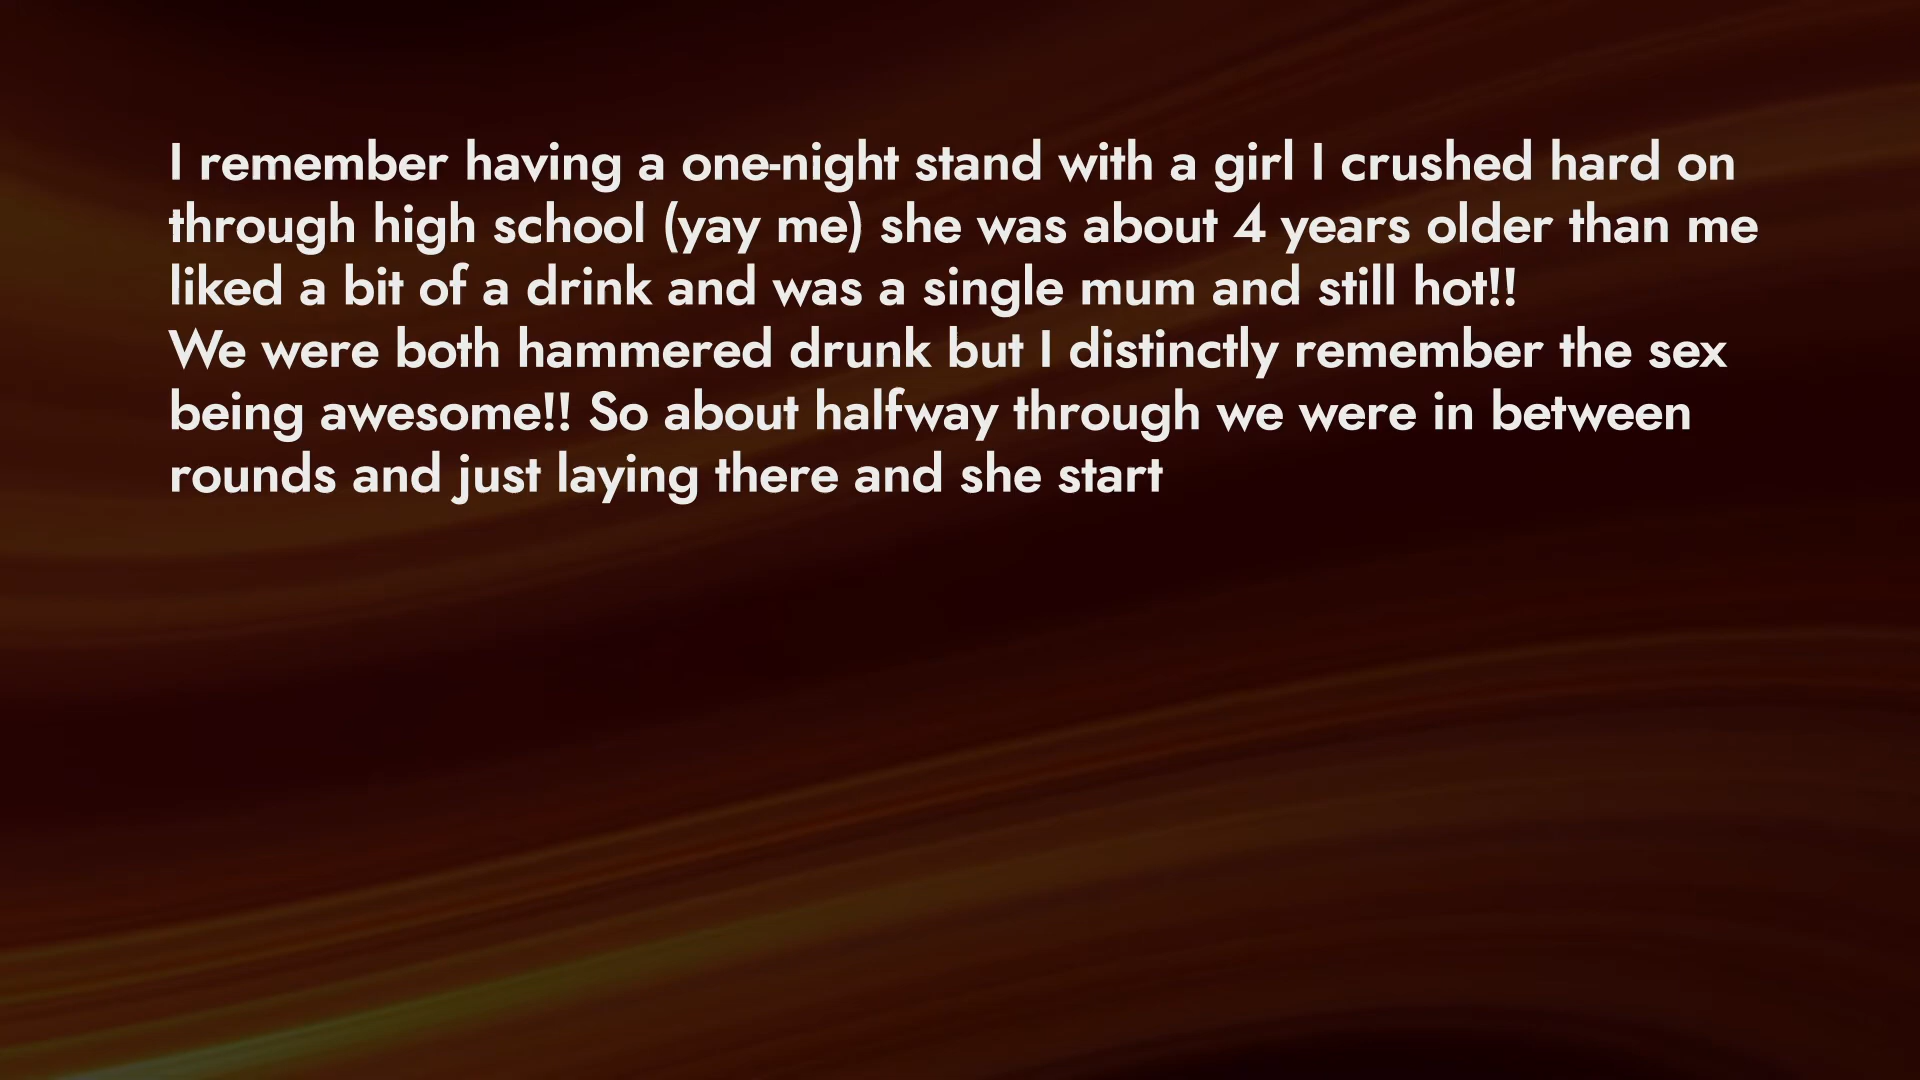 I remember having a one-night stand with a girl I crushed hard on
through high school (yay me) she was about 4 years older than me
liked a bit of a drink and was a single mum and still hot!!
We were both hammered drunk but I distinctly remember the sex
being awesome!! So about halfway through we were in between
rounds and just laying there and she start